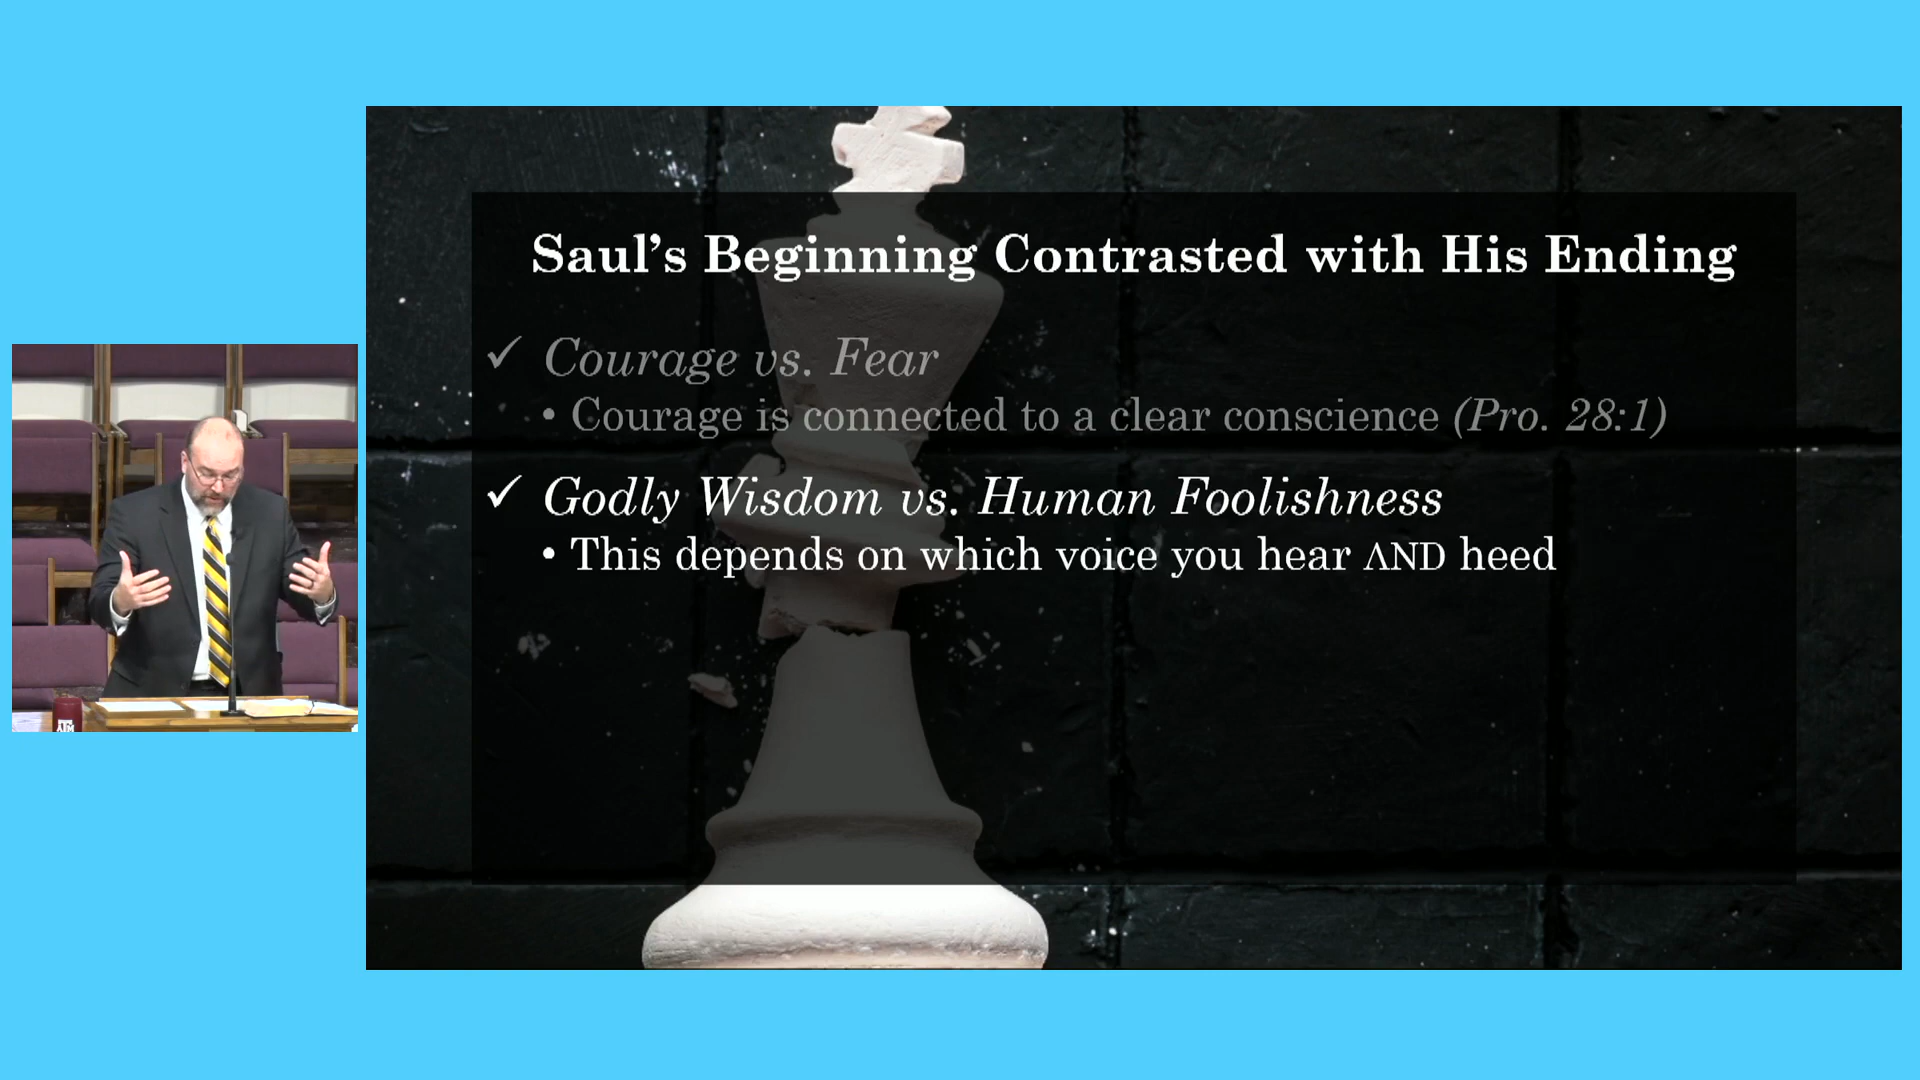 Saul’s Beginning Contrasted with His Ending
✓ Courage vs. Fear
• Courage is connected to a clear conscience (Pro. 28:1)
✓ Godly Wisdom vs. Human Foolishness
• This depends on which voice you hear AND heed
ATM